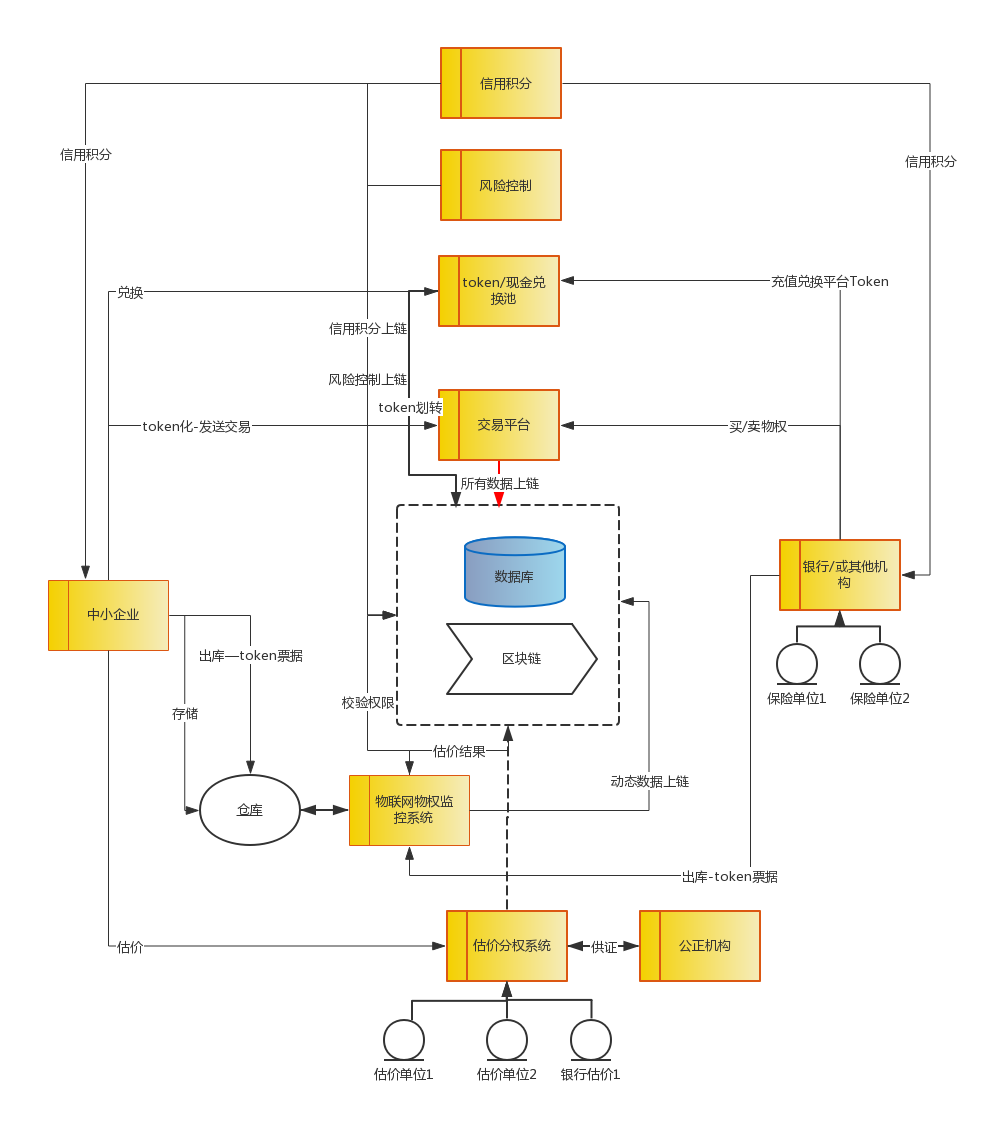 信用积分
信用积分
信用积分
风险控制
token/现金兑
换池
充值兑换平台Token
兑换
信用积分上链
风险控制上链
token划转
交易平台
token化-发送交易
买/卖物权
所有数据上链
数据库
银行/或其他机
构
中小企业
出库—token票据
区块链
保险单位1
保险单位2
存储
校验权限
估价结果
动态数据上链
仓库
物联网物权监
控系统
出库-token票据
估价
估价分权系统
供证
公正机构
估价单位1
估价单位2
银行估价1